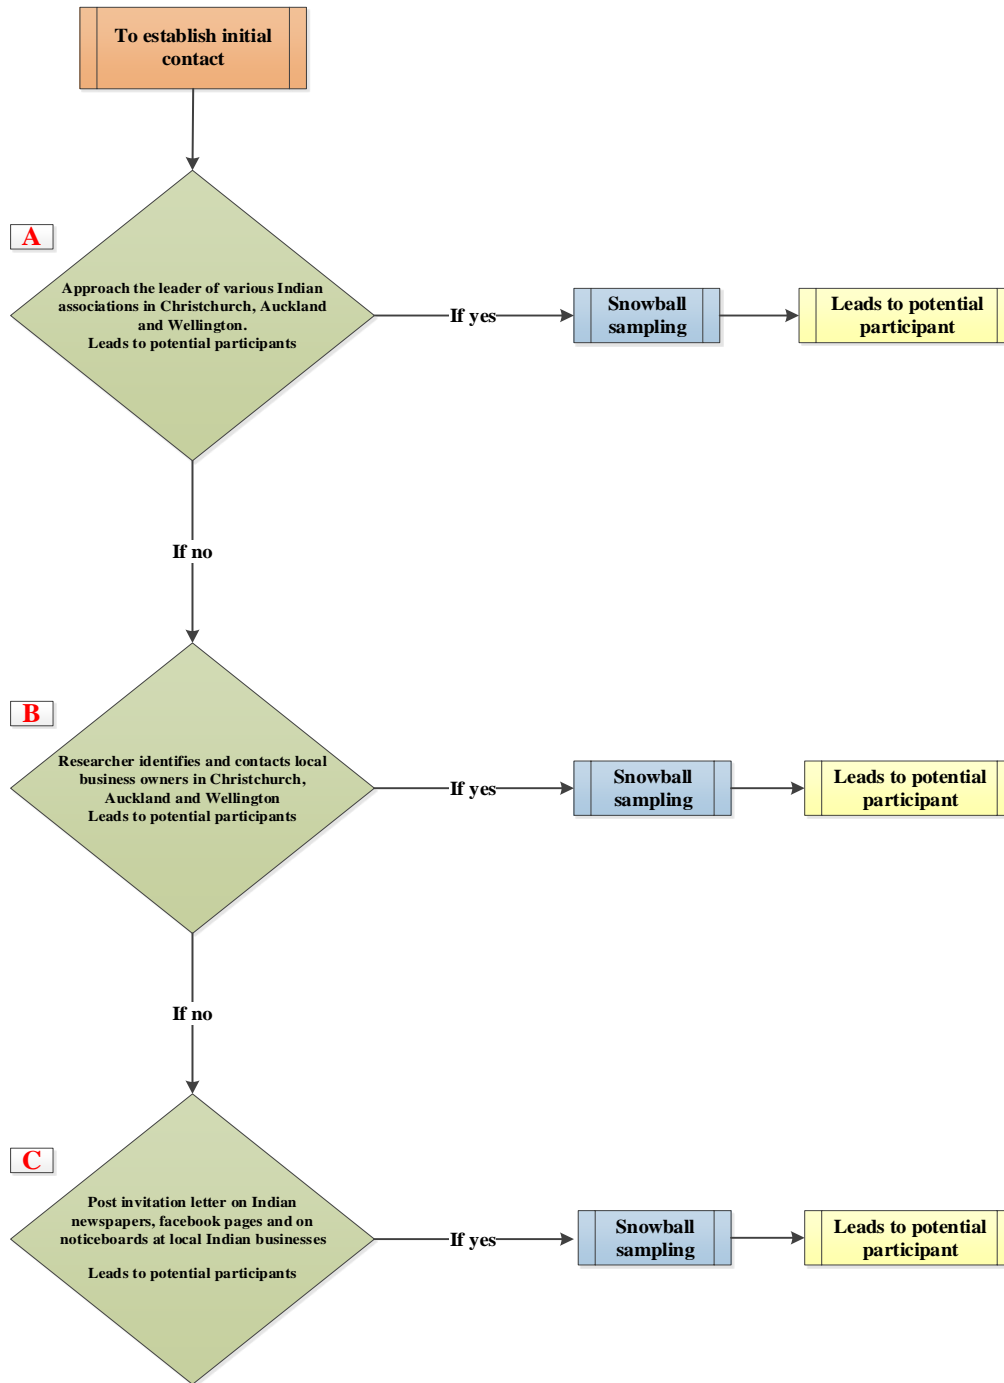 To establish initial
contact
A
Approach the leader of various Indian
associations in Christchurch, Auckland
and Wellington.
Leads to potential participants
If yes
Snowball
sampling
Leads to potential
participant
If no
B
Researcher identifies and contacts local
business owners in Christchurch,
Auckland and Wellington
Leads to potential participants
If yes
Snowball
sampling
Leads to potential
participant
If no
C
Post invitation letter on Indian
newspapers, facebook pages and on
noticeboards at local Indian businesses
Leads to potential participants
If yes
Snowball
sampling
Leads to potential
participant